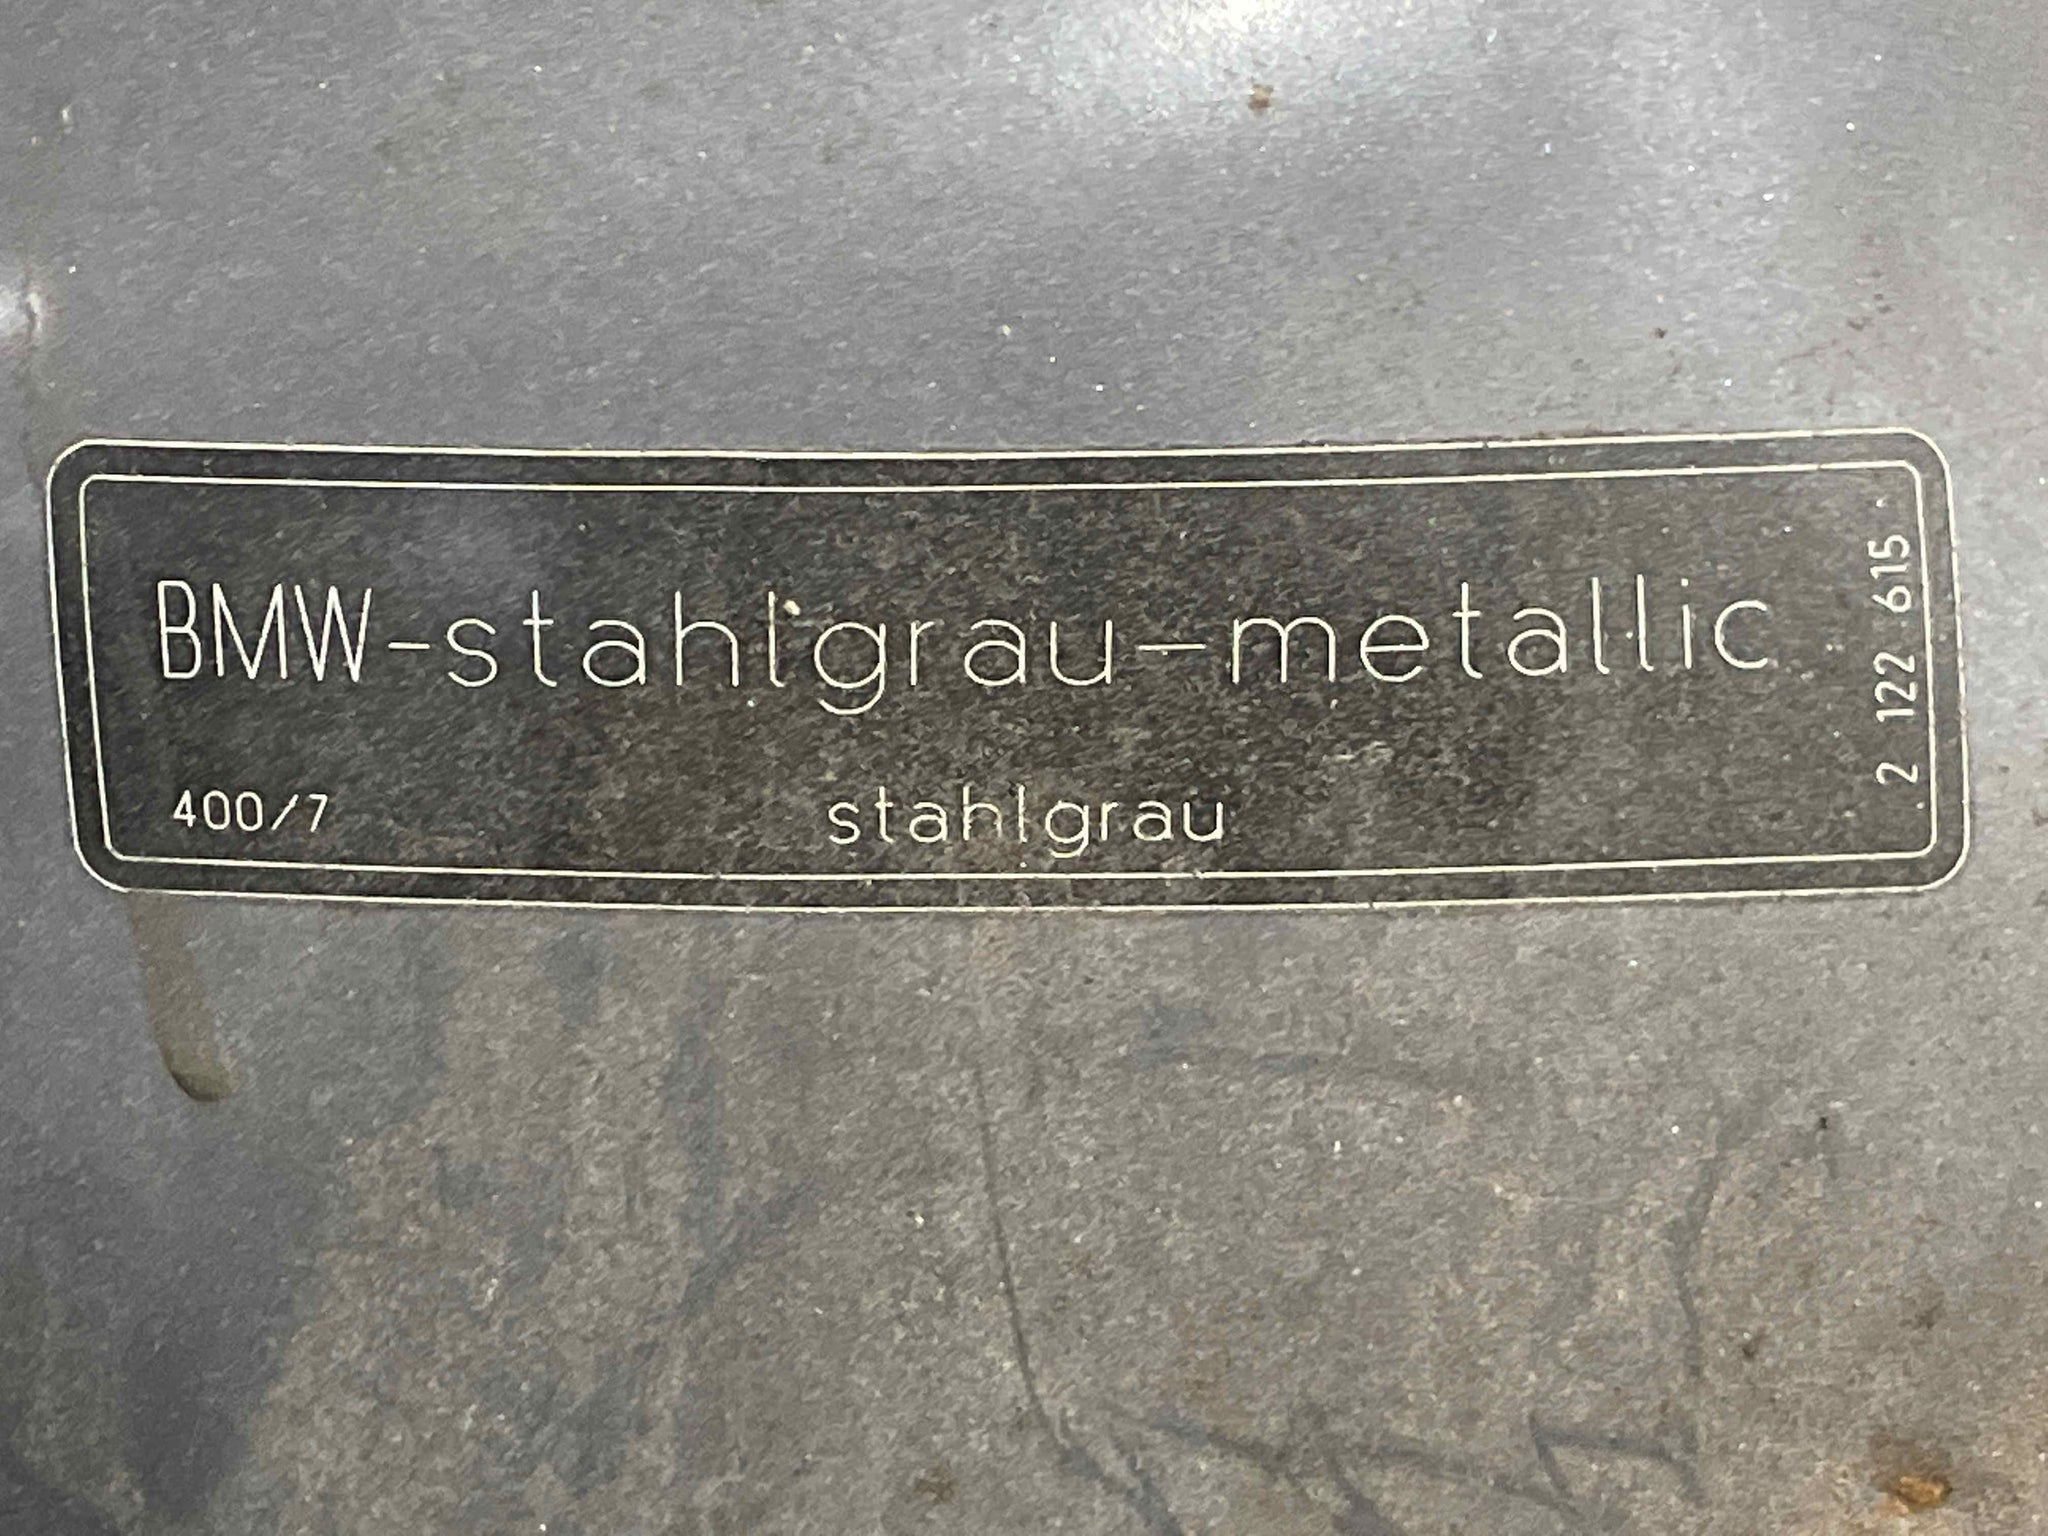 BMW-stahlgrau-metallic
400/7
stahlgrau
2 122 615